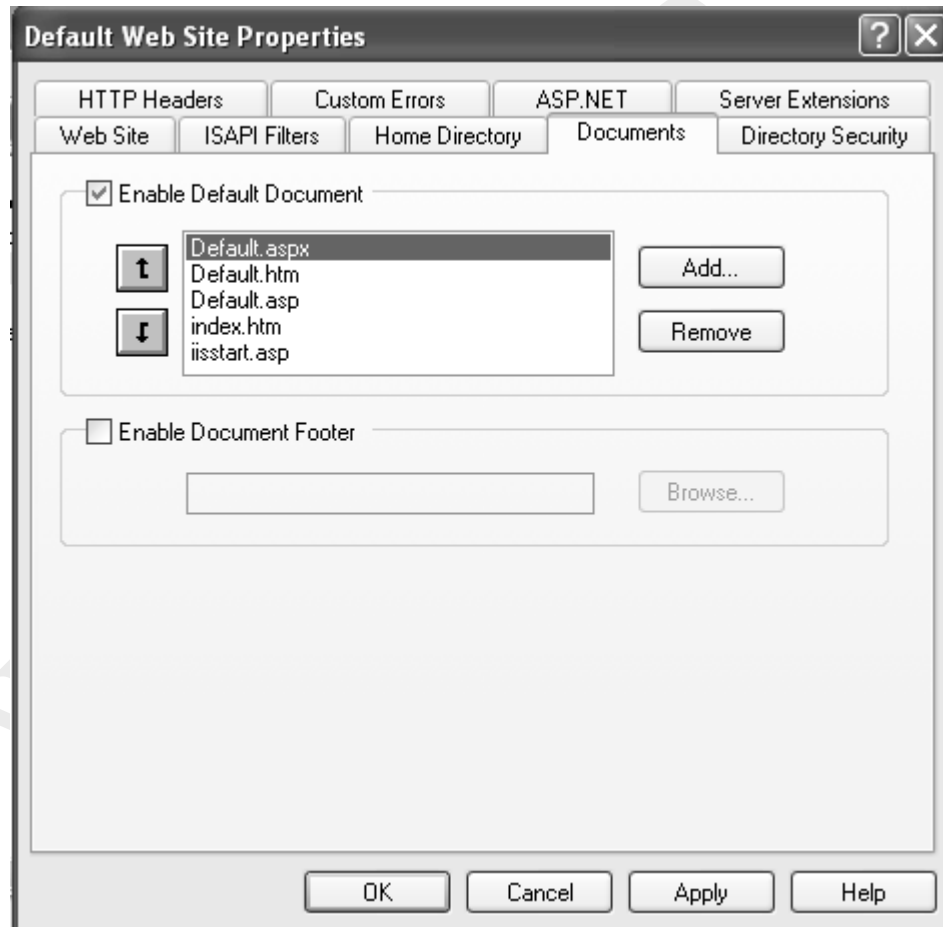 Default Web Site Properties
HTTP Headers Custom Errors ASP.NET Server Extensions
Web Site ISAPI Filters Home Directory Documents Directory Security
Enable Default Document
Default.aspx
Default.htm
Default.asp
index.htm
iisstart.asp
Add...
Remove
Enable Document Footer
Browse...
OK Cancel Apply Help